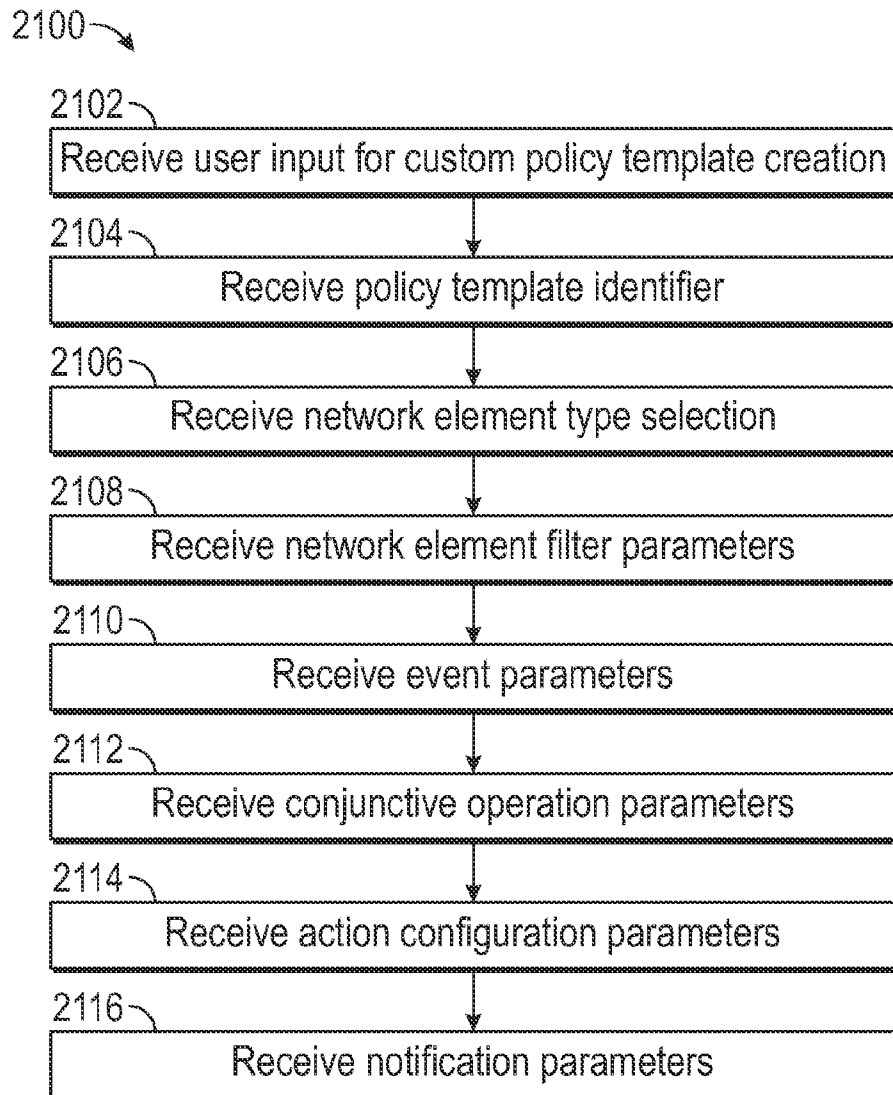 2100
2102
Receive user input for custom policy template creation
2104
Receive policy template identifier
2106
Receive network element type selection
2108
Receive network element filter parameters
2110
Receive event parameters
2112
Receive conjunctive operation parameters
2114
Receive action configuration parameters
2116
Receive notification parameters